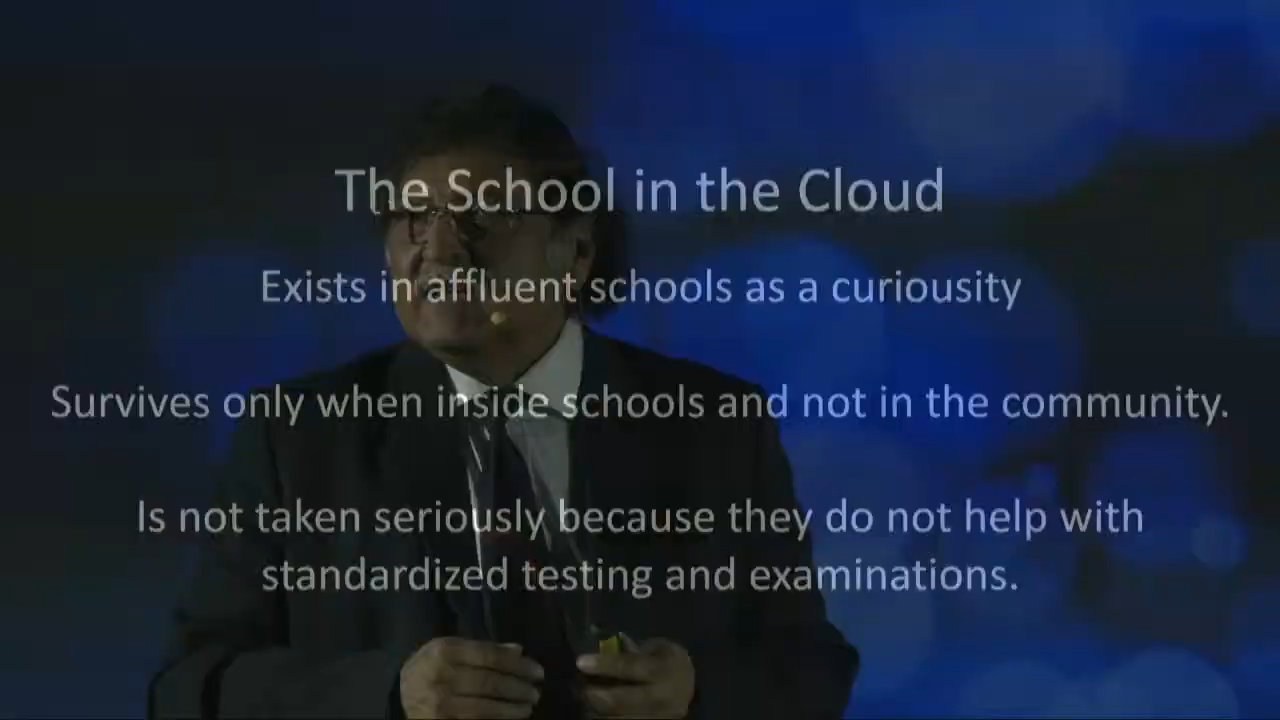 The School in the Cloud
Exists in affluent schools as a curiousity
Survives only when inside schools and not in the community.
Is not taken seriously because they do not help with
standardized testing and examinations.